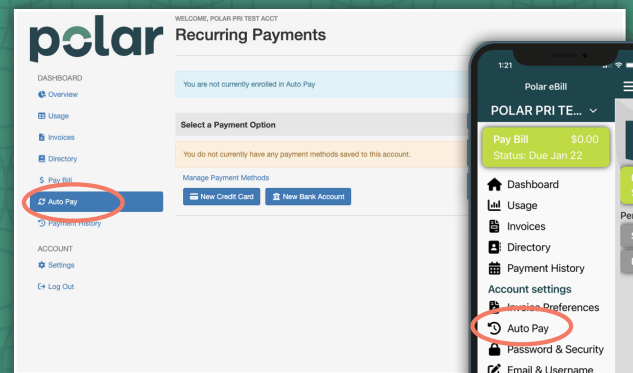 polar
WELCOME, POLAR PRI TEST ACCT
Recurring Payments
DASHBOARD
Overview
Usage
Invoices
Directory
Pay Bill
Auto Pay
Payment History
ACCOUNT
Settings
Log Out
You are not currently enrolled in Auto Pay
Select a Payment Option
You do not currently have any payment methods saved to this account.
Manage Payment Methods
New Credit Card New Bank Account
1:21
Polar eBill
POLAR PRI TE...
Pay Bill $0.00
Status: Due Jan 22
Dashboard
Usage
Invoices
Directory
Payment History
Account settings
Invoice Preferences
Auto Pay
Password & Security
Email & Username